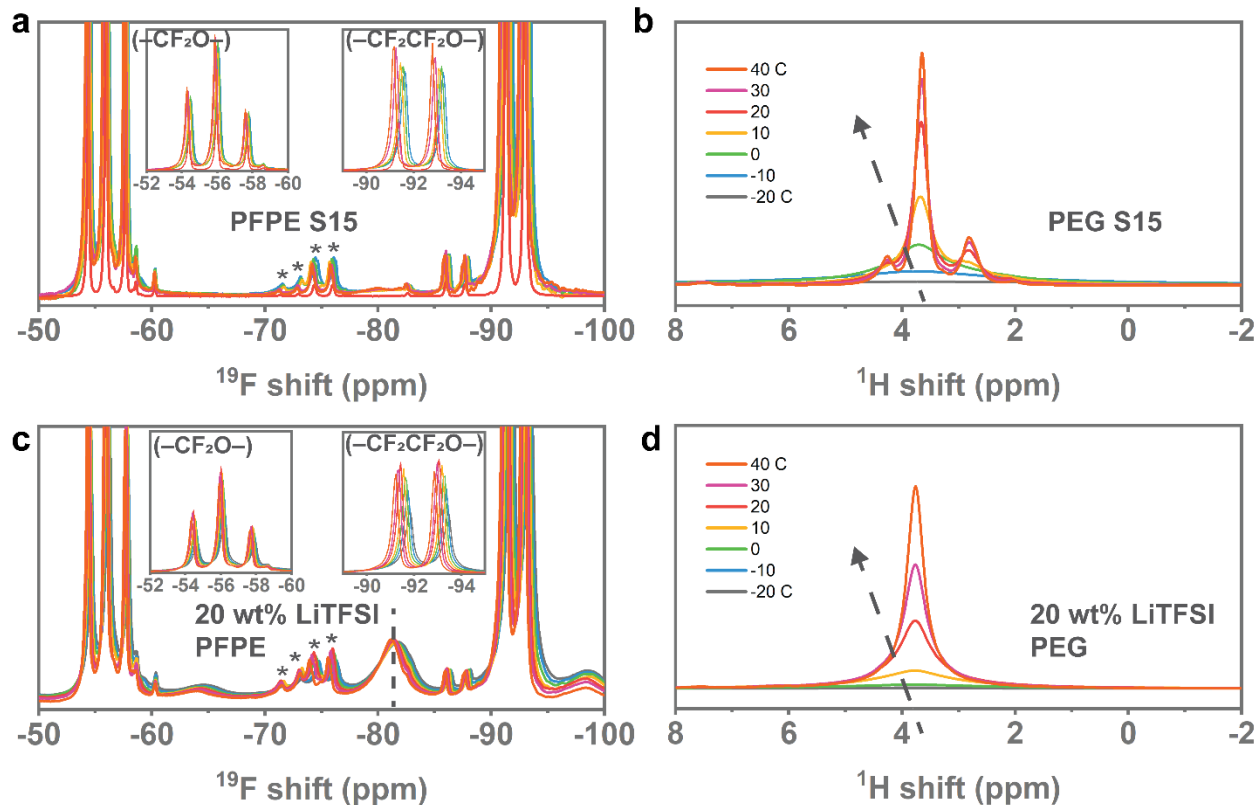 a
(–CF₂O–)
-52 -54 -56 -58 -60
(–CF₂CF₂O–)
-90 -92 -94
PFPE S15
* * * *
-50 -60 -70 -80 -90 -100
¹⁹F shift (ppm)
b
40 C
30
20
10
0
-10
-20 C
PEG S15
8 6 4 2 0 -2
¹H shift (ppm)
c
(–CF₂O–)
-52 -54 -56 -58 -60
(–CF₂CF₂O–)
-90 -92 -94
20 wt% LiTFSI
PFPE
* * * *
-50 -60 -70 -80 -90 -100
¹⁹F shift (ppm)
d
40 C
30
20
10
0
-10
-20 C
20 wt% LiTFSI
PEG
8 6 4 2 0 -2
¹H shift (ppm)